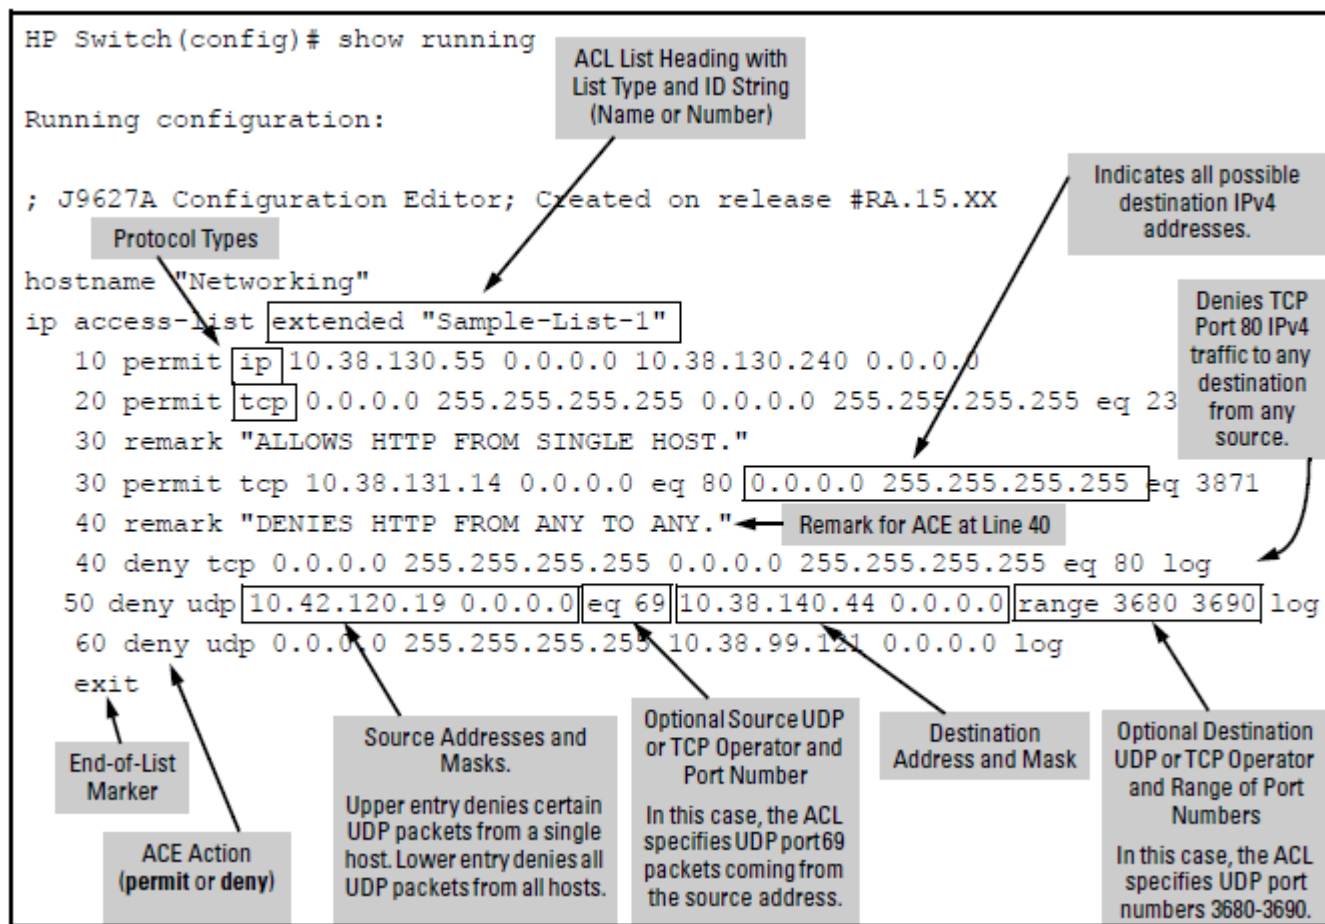 HP Switch(config)# show running
ACL List Heading with
List Type and ID String
(Name or Number)
Running configuration:
Indicates all possible
destination IPv4
addresses.
; J9627A Configuration Editor; Created on release #RA.15.XX
Protocol Types
hostname "Networking"
Denies TCP
Port 80 IPv4
traffic to any
destination
from any
source.
ip access-list extended "Sample-List-1"
10 permit ip 10.38.130.55 0.0.0.0 10.38.130.240 0.0.0.0
20 permit tcp 0.0.0.0 255.255.255.255 0.0.0.0 255.255.255.255 eq 23
30 remark "ALLOWS HTTP FROM SINGLE HOST."
30 permit tcp 10.38.131.14 0.0.0.0 eq 80 0.0.0.0 255.255.255.255 eq 3871
40 remark "DENIES HTTP FROM ANY TO ANY."
Remark for ACE at Line 40
40 deny tcp 0.0.0.0 255.255.255.255 0.0.0.0 255.255.255.255 eq 80 log
50 deny udp 10.42.120.19 0.0.0.0 eq 69 10.38.140.44 0.0.0.0 range 3680 3690 log
60 deny udp 0.0.0.0 255.255.255.255 10.38.99.121 0.0.0.0 log
exit
End-of-List
Marker
ACE Action
(permit or deny)
Source Addresses and
Masks.
Upper entry denies certain
UDP packets from a single
host. Lower entry denies all
UDP packets from all hosts.
Optional Source UDP
or TCP Operator and
Port Number
In this case, the ACL
specifies UDP port 69
packets coming from
the source address.
Destination
Address and Mask
Optional Destination
UDP or TCP Operator
and Range of Port
Numbers
In this case, the ACL
specifies UDP port
numbers 3680-3690.